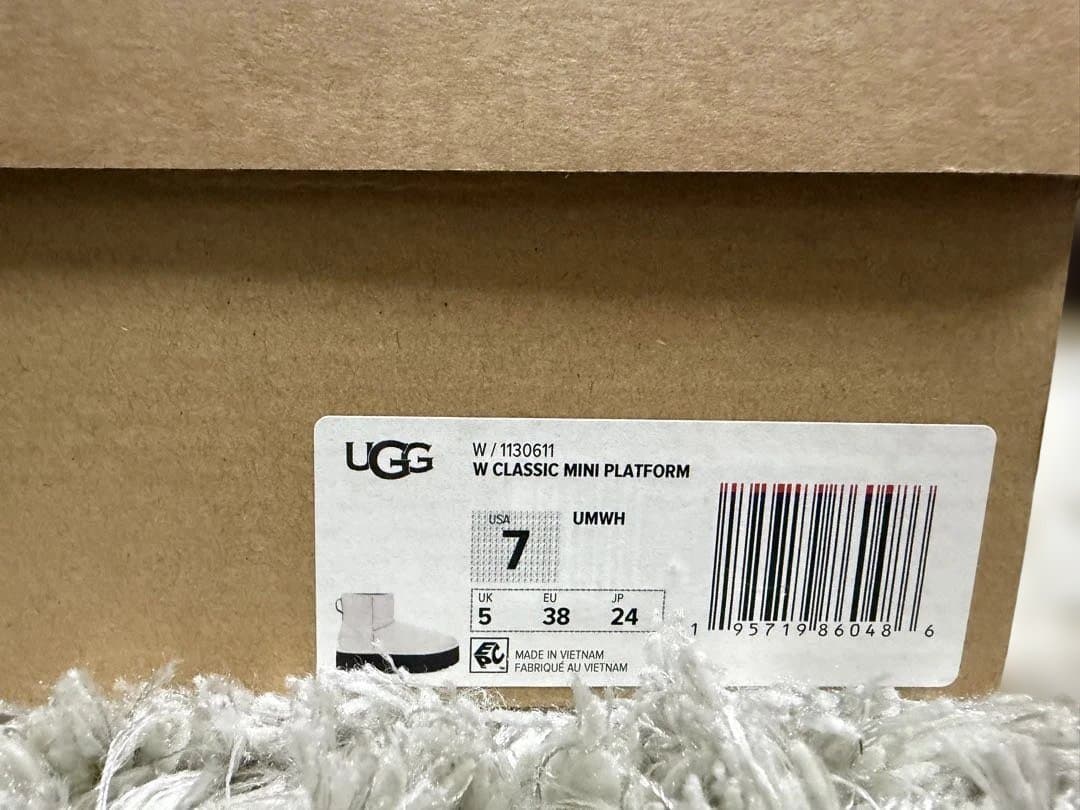 UGG
W / 1130611
W CLASSIC MINI PLATFORM
USA
7
UMWH
UK EU JP
5 38 24
1 95719 86048 6
EPC
MADE IN VIETNAM
FABRIQUÉ AU VIETNAM